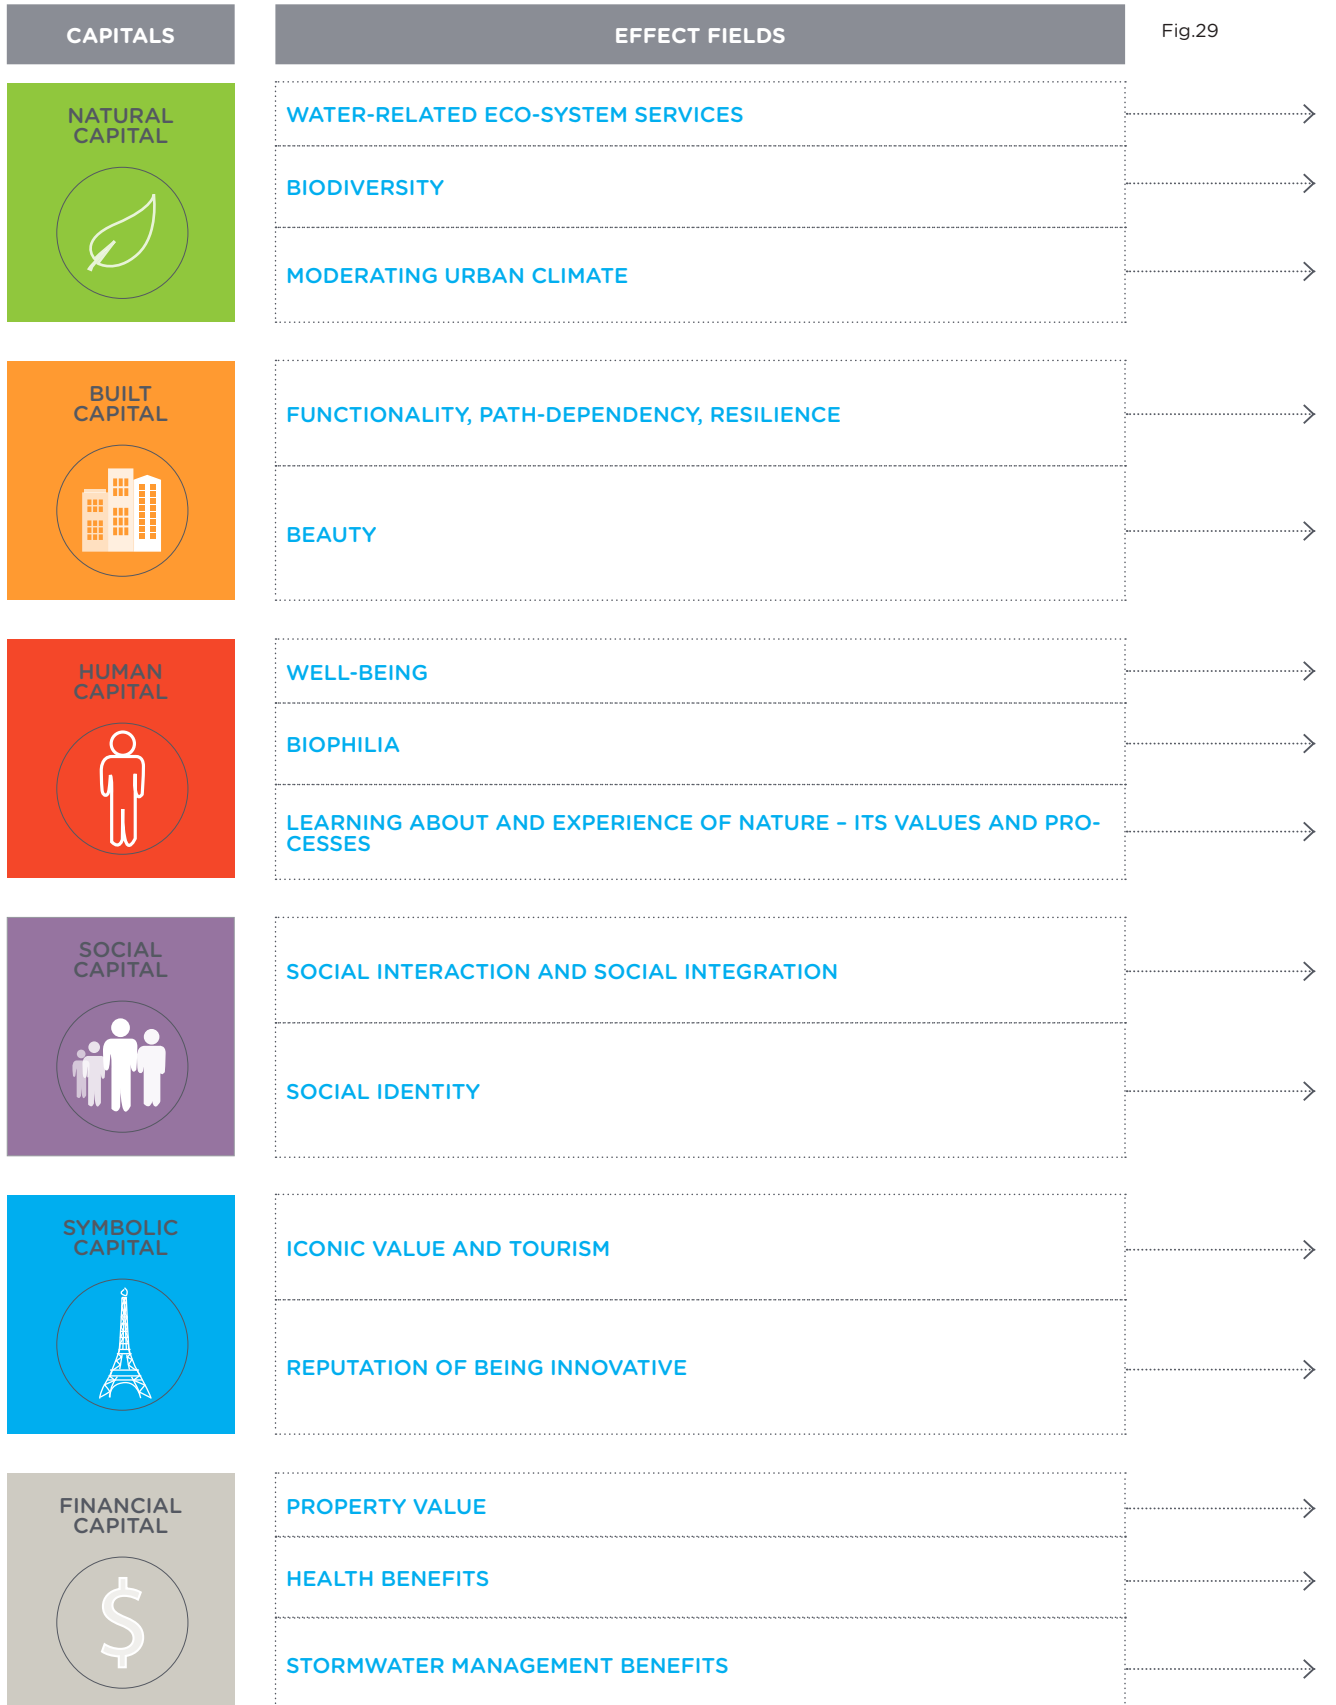 CAPITALS
EFFECT FIELDS
Fig.29
NATURAL
CAPITAL
WATER-RELATED ECO-SYSTEM SERVICES
BIODIVERSITY
MODERATING URBAN CLIMATE
BUILT
CAPITAL
FUNCTIONALITY, PATH-DEPENDENCY, RESILIENCE
BEAUTY
HUMAN
CAPITAL
WELL-BEING
BIOPHILIA
LEARNING ABOUT AND EXPERIENCE OF NATURE – ITS VALUES AND PRO-
CESSES
SOCIAL
CAPITAL
SOCIAL INTERACTION AND SOCIAL INTEGRATION
SOCIAL IDENTITY
SYMBOLIC
CAPITAL
ICONIC VALUE AND TOURISM
REPUTATION OF BEING INNOVATIVE
FINANCIAL
CAPITAL
$
PROPERTY VALUE
HEALTH BENEFITS
STORMWATER MANAGEMENT BENEFITS